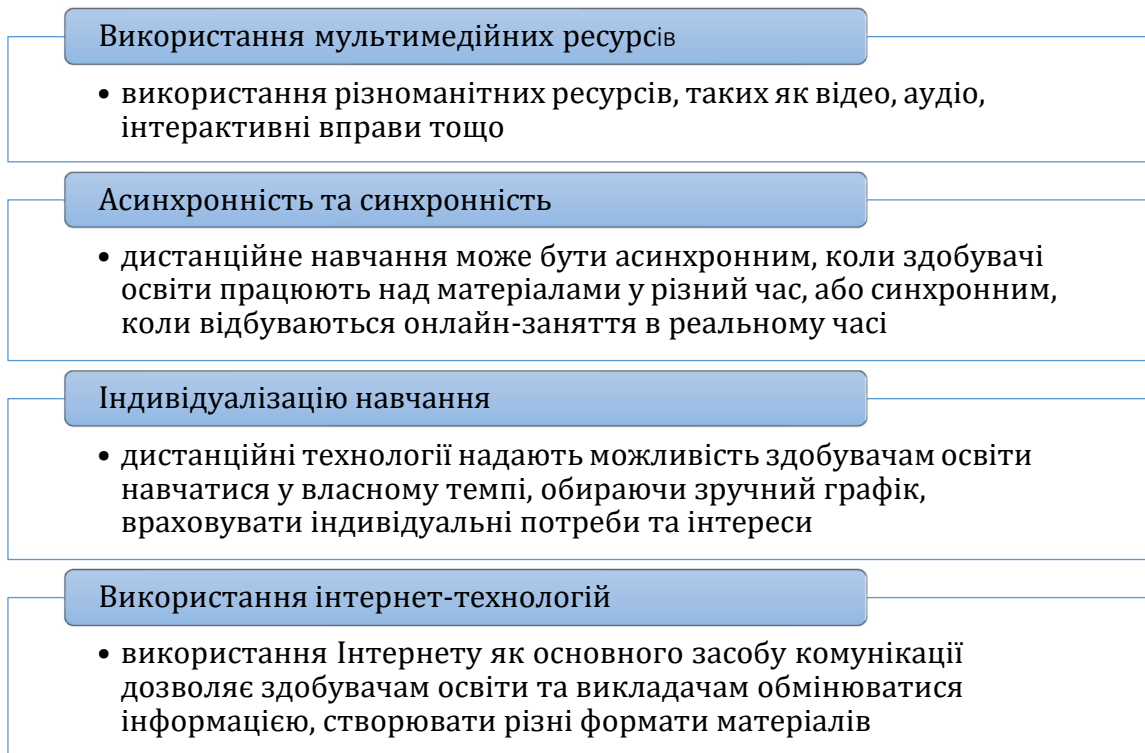 Використання мультимедійних ресурсів
• використання різноманітних ресурсів, таких як відео, аудіо,
інтерактивні вправи тощо
Асинхронність та синхронність
• дистанційне навчання може бути асинхронним, коли здобувачі
освіти працюють над матеріалами у різний час, або синхронним,
коли відбуваються онлайн-заняття в реальному часі
Індивідуалізацію навчання
• дистанційні технології надають можливість здобувачам освіти
навчатися у власному темпі, обираючи зручний графік,
враховувати індивідуальні потреби та інтереси
Використання інтернет-технологій
• використання Інтернету як основного засобу комунікації
дозволяє здобувачам освіти та викладачам обмінюватися
інформацією, створювати різні формати матеріалів